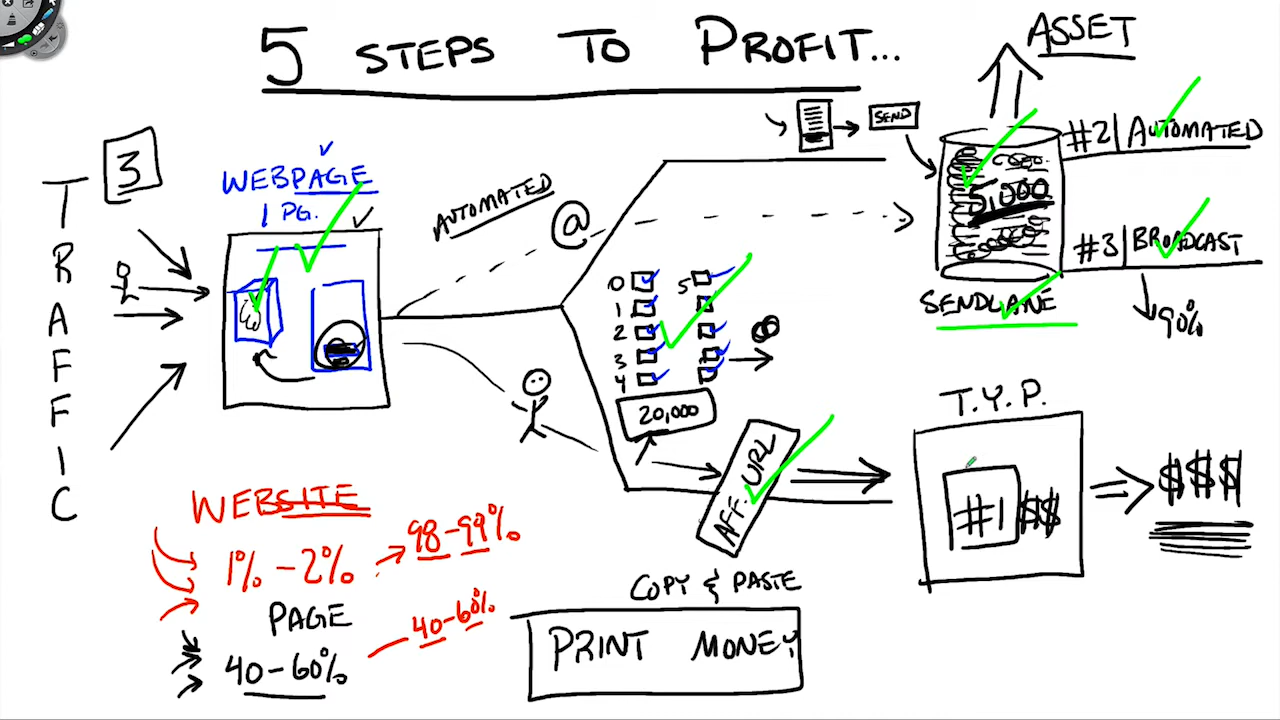 5 STEPS TO PROFIT...
ASSET
SEND
#2 AUTOMATED
5,000
#3 BROADCAST
90%
SENDLANE
3
TRAFFIC
WEBPAGE
1 PG.
AUTOMATED
@
0
1
2
3
4
5
20,000
AFF. URL
T.Y.P.
#1 $$
$$$
WEBSITE
1% - 2%
98-99%
PAGE
40-60%
40-60%
COPY & PASTE
PRINT MONEY